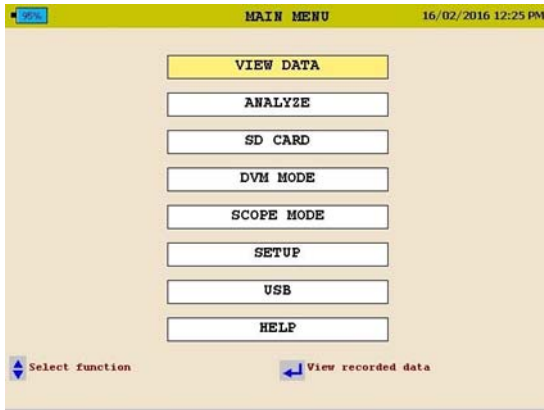 95% MAIN MENU 16/02/2016 12:25 PM
VIEW DATA
ANALYZE
SD CARD
DVM MODE
SCOPE MODE
SETUP
USB
HELP
Select function View recorded data